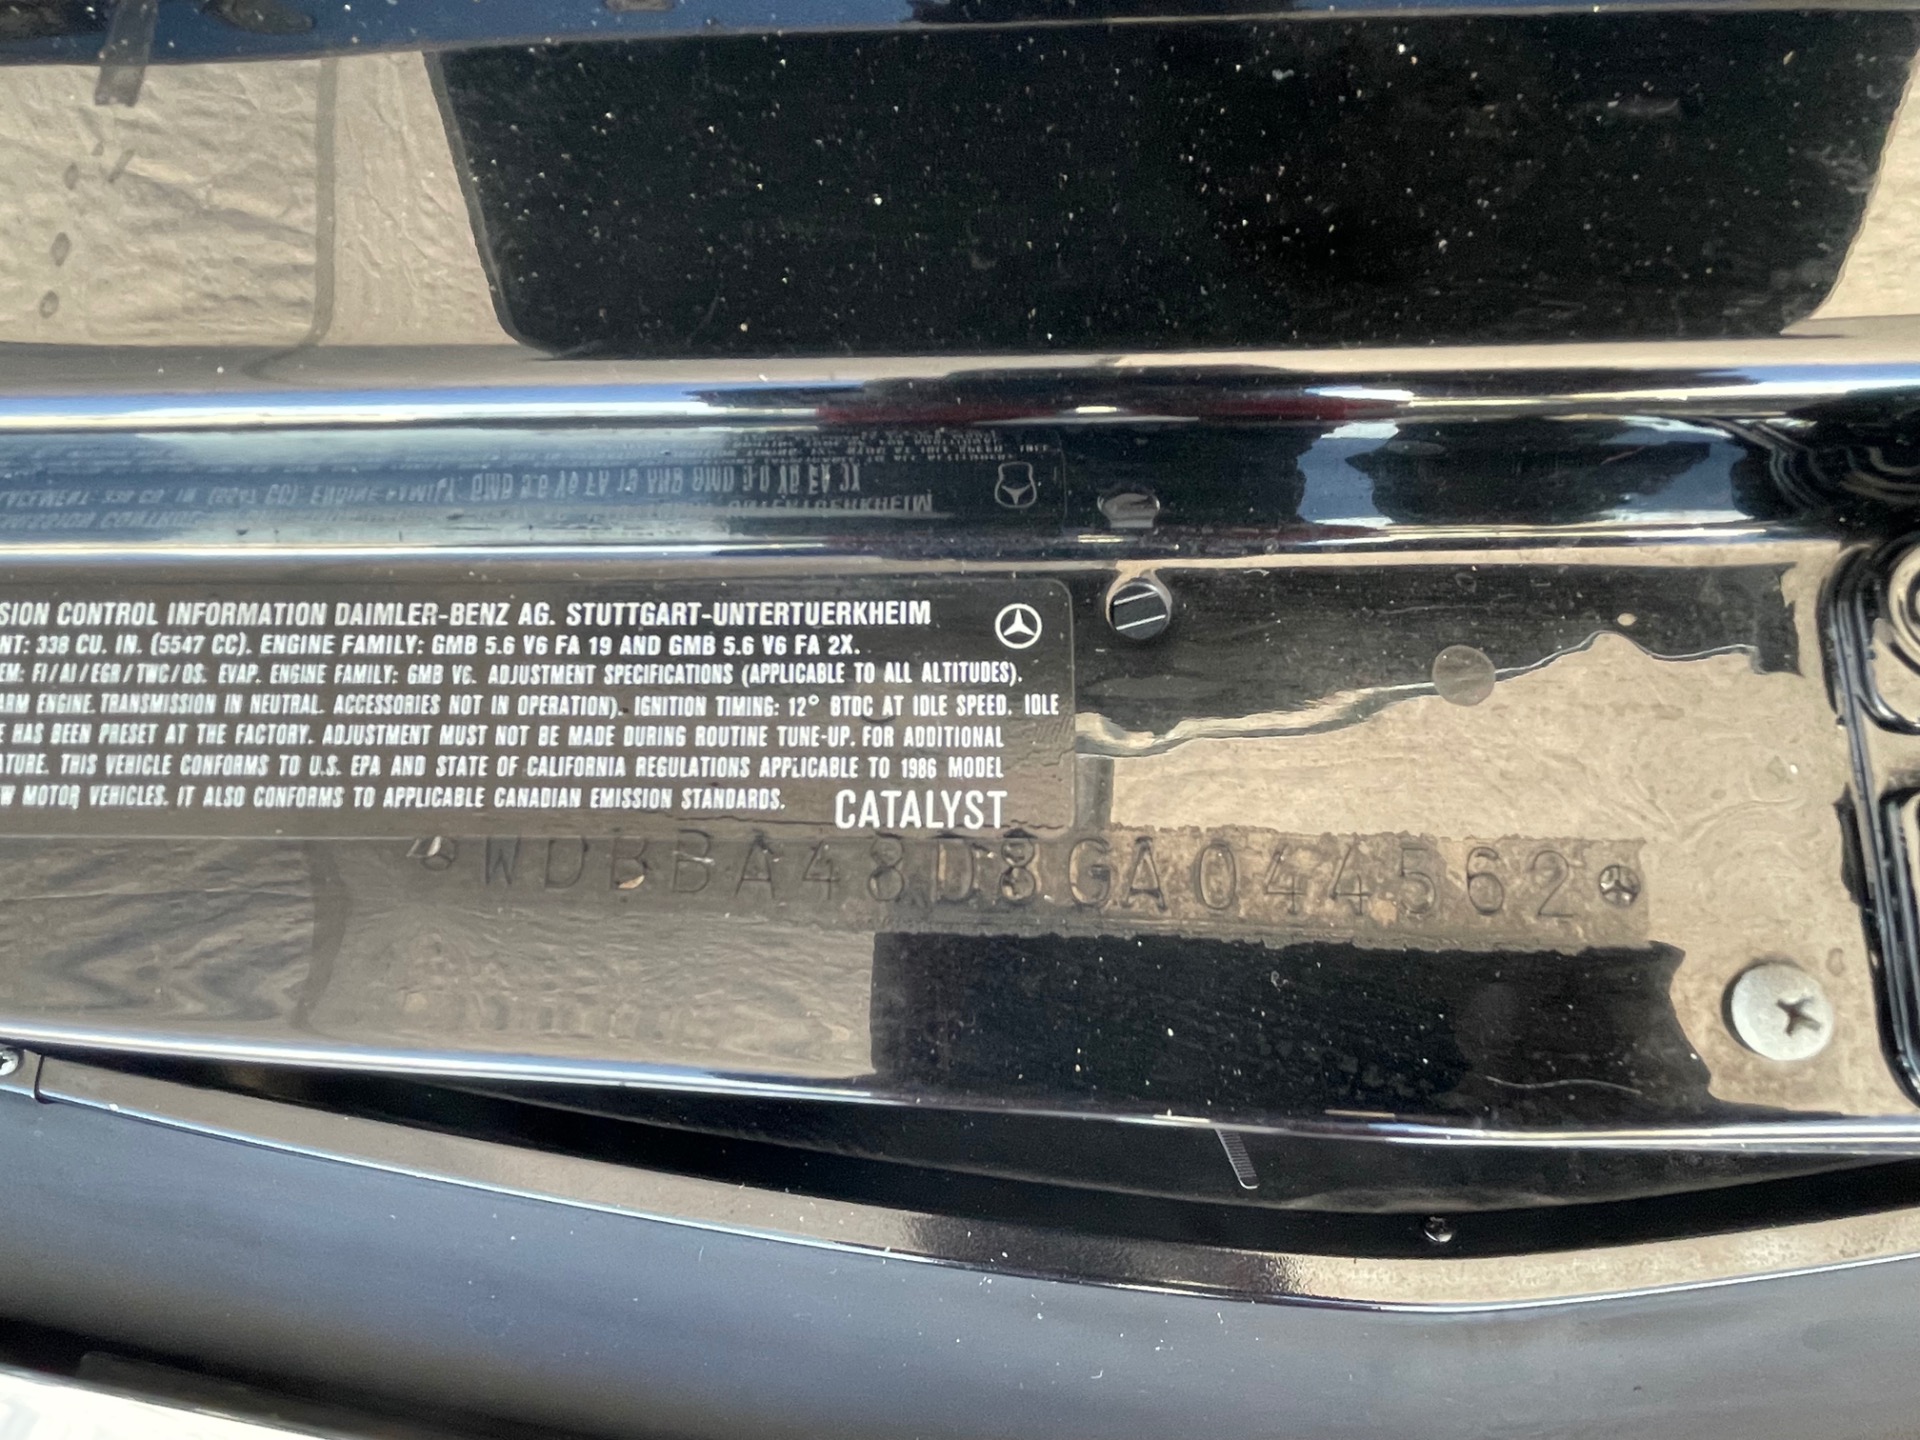 SION CONTROL INFORMATION DAIMLER-BENZ AG. STUTTGART-UNTERTUERKHEIM
NT: 338 CU. IN. (5547 CC). ENGINE FAMILY: GMB 5.6 V6 FA 19 AND GMB 5.6 V6 FA 2X.
EM: FI/AI/EGR/TWC/OS. EVAP. ENGINE FAMILY: GMB V6. ADJUSTMENT SPECIFICATIONS (APPLICABLE TO ALL ALTITUDES).
ARM ENGINE. TRANSMISSION IN NEUTRAL. ACCESSORIES NOT IN OPERATION). IGNITION TIMING: 12° BTDC AT IDLE SPEED. IDLE
E HAS BEEN PRESET AT THE FACTORY. ADJUSTMENT MUST NOT BE MADE DURING ROUTINE TUNE-UP. FOR ADDITIONAL
ATURE. THIS VEHICLE CONFORMS TO U.S. EPA AND STATE OF CALIFORNIA REGULATIONS APPLICABLE TO 1986 MODEL
W MOTOR VEHICLES. IT ALSO CONFORMS TO APPLICABLE CANADIAN EMISSION STANDARDS.
CATALYST
WDBBA48D8GA044562